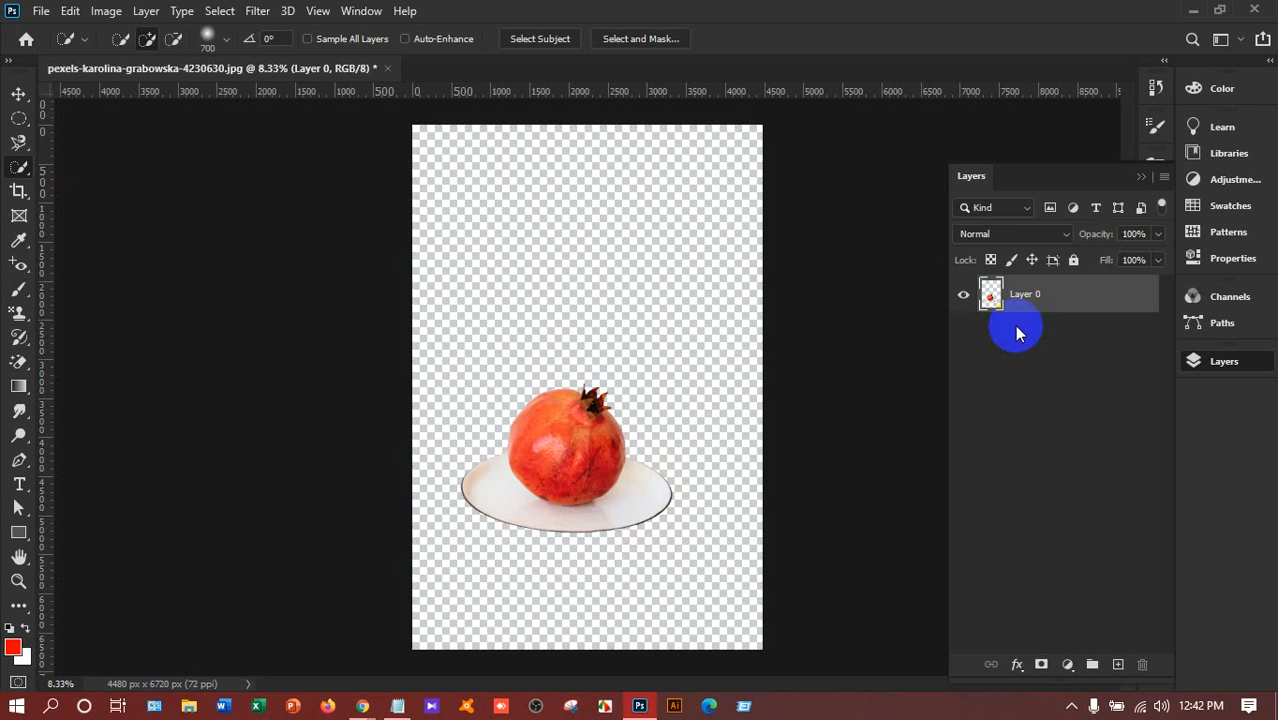 Ps File Edit Image Layer Type Select Filter 3D View Window Help
700 0° Sample All Layers Auto-Enhance Select Subject Select and Mask...
pexels-karolina-grabowska-4230630.jpg @ 8.33% (Layer 0, RGB/8) *
4500 4000 3500 3000 2500 2000 1500 1000 500 0 500 1000 1500 2000 2500 3000 3500 4000 4500 5000 5500 6000 6500 7000 7500 8000 8500
Color
Learn
Libraries
Adjustme...
Swatches
Patterns
Properties
Channels
Paths
Layers
Layers
Kind
Normal Opacity: 100%
Lock: Fill: 100%
Layer 0
fx
8.33% 4480 px x 6720 px (72 ppi)
Ps Ai 12:42 PM